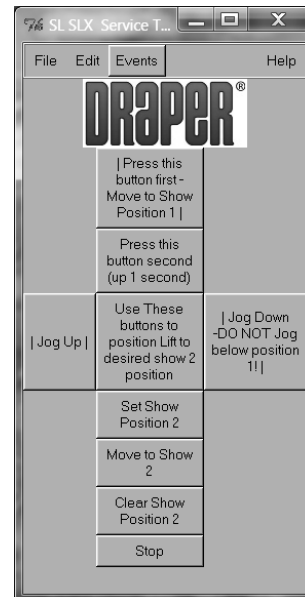 SL SLX Service T...
File Edit Events Help
DRAPER®
| Press this
button first -
Move to Show
Position 1 |
Press this
button second
(up 1 second)
| Jog Up |
Use These
buttons to
position Lift to
desired show 2
position
| Jog Down
-DO NOT Jog
below position
1! |
Set Show
Position 2
Move to Show
2
Clear Show
Position 2
Stop